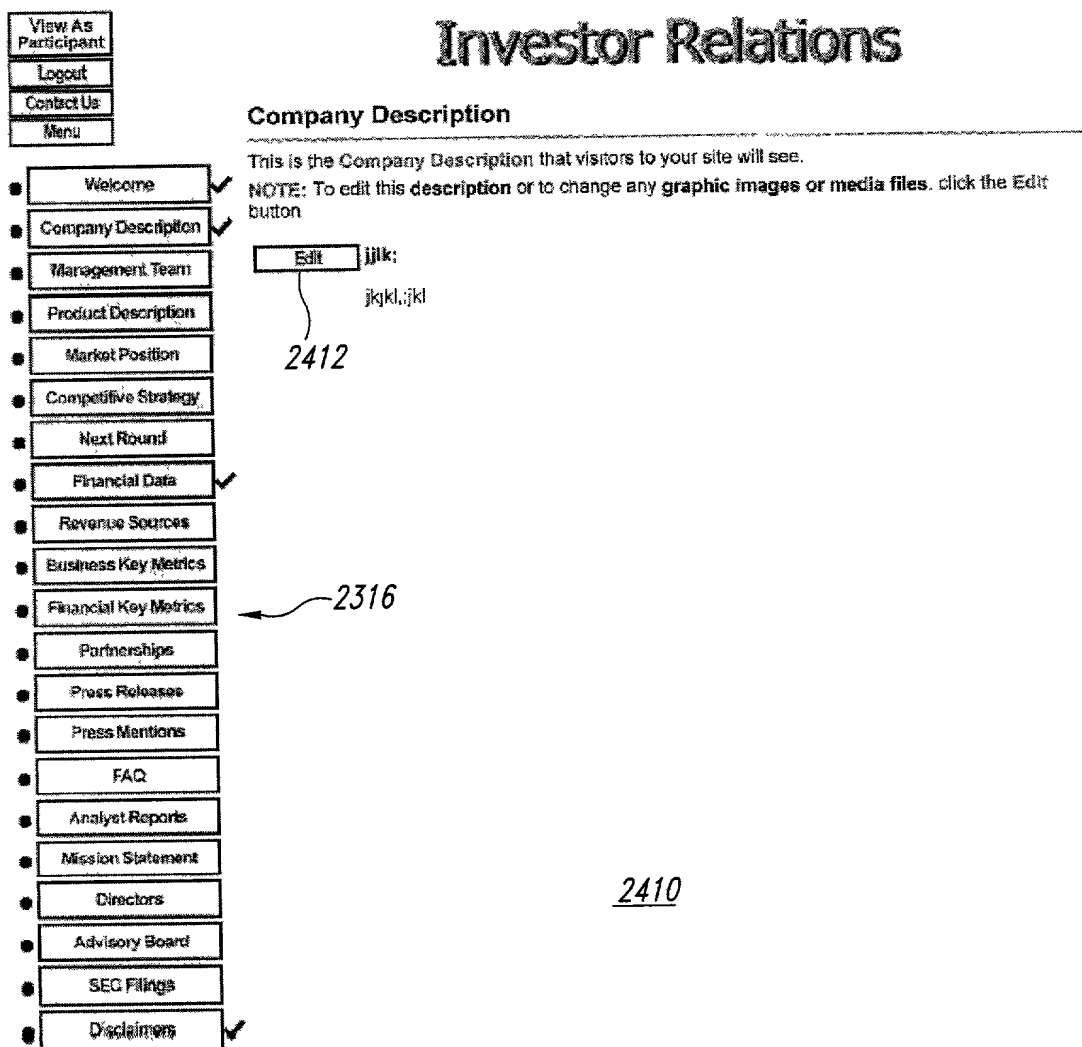 View As
Participant
Logout
Contact Us
Menu
Investor Relations
Company Description
This is the Company Description that visitors to your site will see.
NOTE: To edit this description or to change any graphic images or media files. click the Edit
button
Welcome
Company Description
Management Team
Product Description
Market Position
Competitive Strategy
Next Round
Financial Data
Revenue Sources
Business Key Metrics
Financial Key Metrics
Partnerships
Press Releases
Press Mentions
FAQ
Analyst Reports
Mission Statement
Directors
Advisory Board
SEC Filings
Disclaimers
Edit jjlk;
jkjkl,;jkl
2412
2316
2410